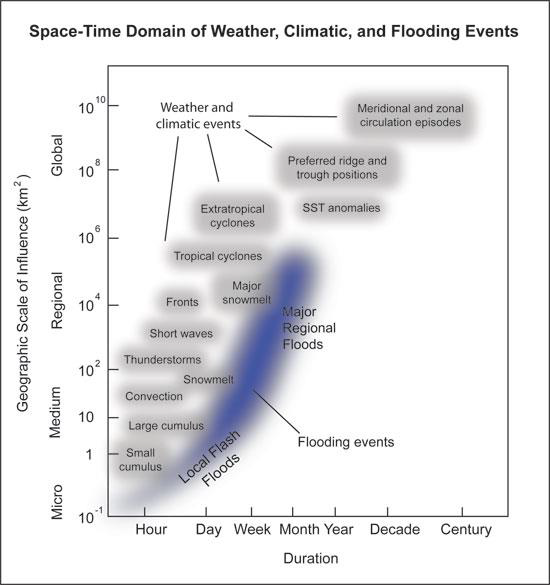 Space-Time Domain of Weather, Climatic, and Flooding Events
Geographic Scale of Influence (km²)
Global
Regional
Medium
Micro
10¹⁰
10⁸
10⁶
10⁴
10²
10
1
10⁻¹
Weather and
climatic events
Meridional and zonal
circulation episodes
Preferred ridge and
trough positions
Extratropical
cyclones
SST anomalies
Tropical cyclones
Major
snowmelt
Fronts
Major
Regional
Floods
Short waves
Thunderstorms
Snowmelt
Convection
Large cumulus
Flooding events
Small
cumulus
Local Flash
Floods
Hour
Day
Week
Month
Year
Decade
Century
Duration